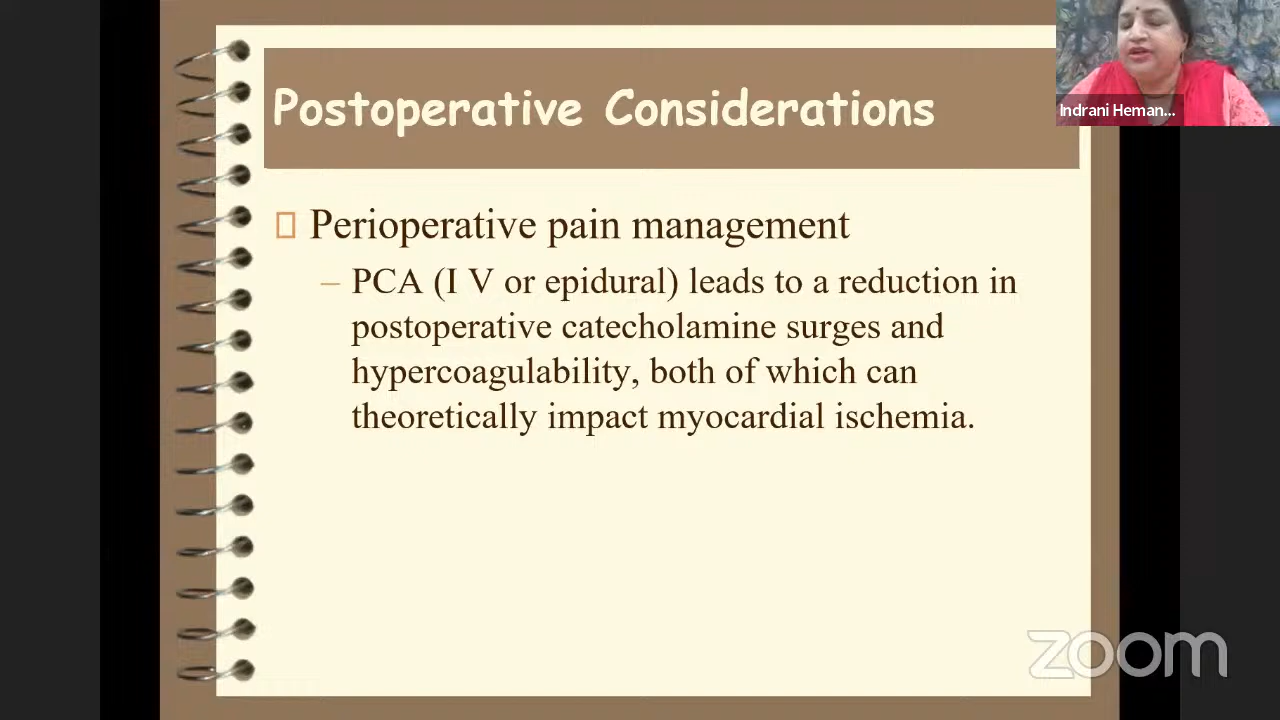 Postoperative Considerations
Indrani Heman...
Perioperative pain management
– PCA (I V or epidural) leads to a reduction in
postoperative catecholamine surges and
hypercoagulability, both of which can
theoretically impact myocardial ischemia.
zoom